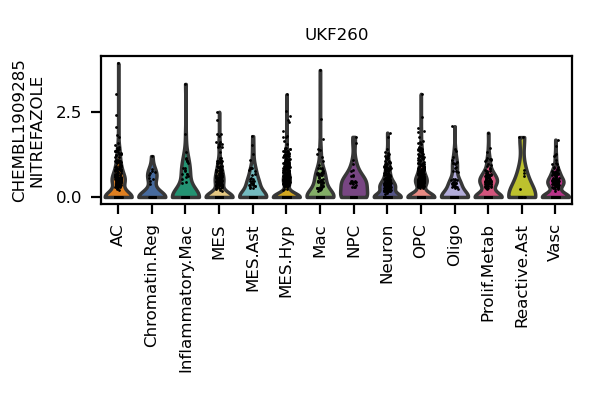 UKF260
CHEMBL1909285
NITREFAZOLE
2.5
0.0
AC
Chromatin.Reg
Inflammatory.Mac
MES
MES.Ast
MES.Hyp
Mac
NPC
Neuron
OPC
Oligo
Prolif.Metab
Reactive.Ast
Vasc